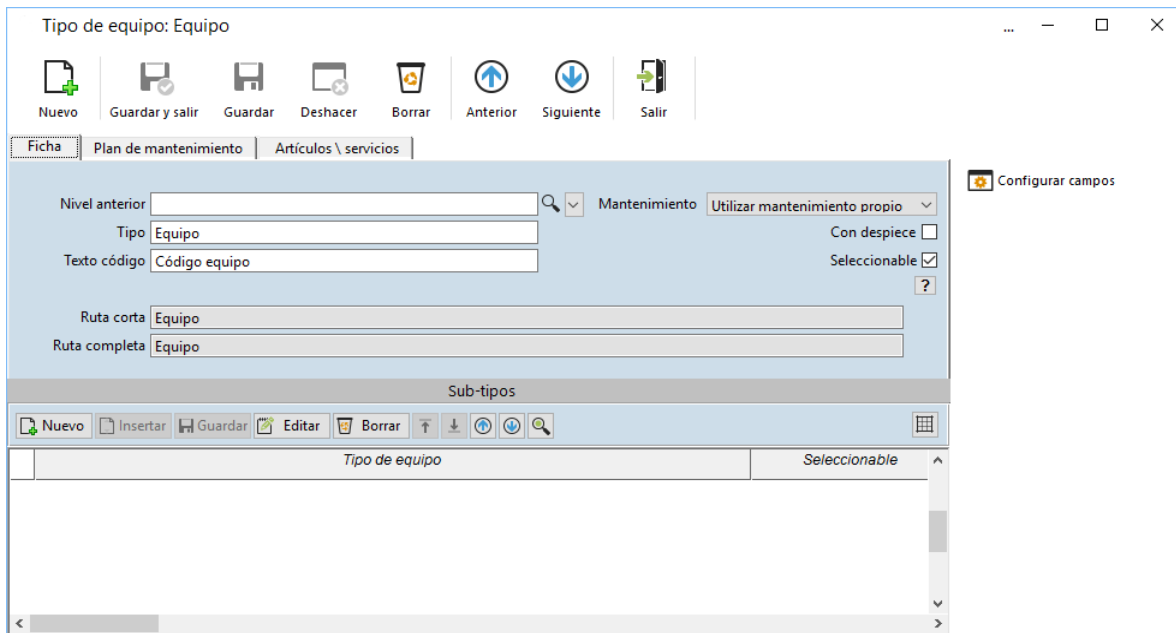 Tipo de equipo: Equipo ...
Nuevo Guardar y salir Guardar Deshacer Borrar Anterior Siguiente Salir
Ficha Plan de mantenimiento Artículos \ servicios
Configurar campos
Nivel anterior Mantenimiento Utilizar mantenimiento propio
Tipo Equipo Con despiece
Texto código Código equipo Seleccionable
?
Ruta corta Equipo
Ruta completa Equipo
Sub-tipos
Nuevo Insertar Guardar Editar Borrar
Tipo de equipo Seleccionable